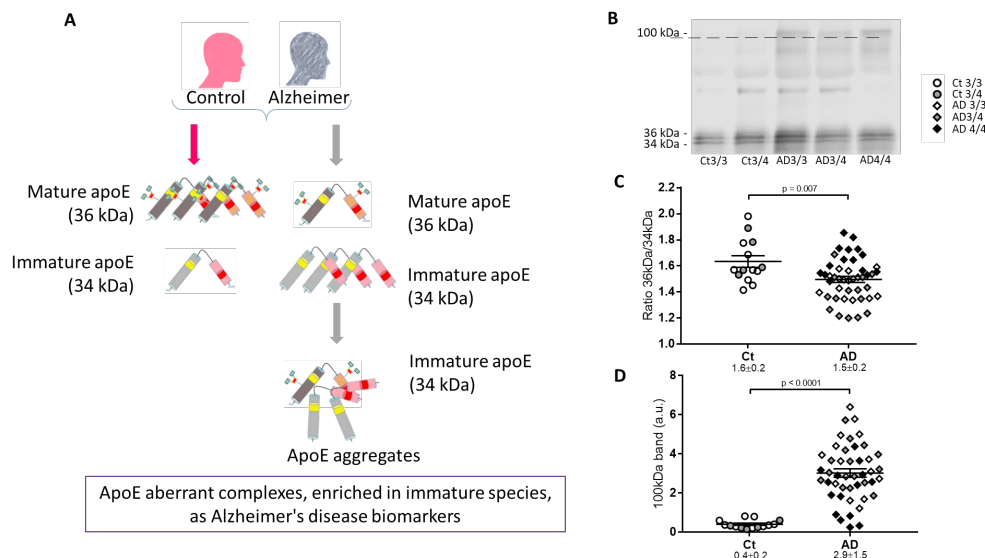 A
Control
Alzheimer
Mature apoE
(36 kDa)
Mature apoE
(36 kDa)
Immature apoE
(34 kDa)
Immature apoE
(34 kDa)
Immature apoE
(34 kDa)
ApoE aggregates
ApoE aberrant complexes, enriched in immature species,
as Alzheimer's disease biomarkers
B
100 kDa -
36 kDa -
34 kDa -
Ct3/3 Ct3/4 AD3/3 AD3/4 AD4/4
Ct 3/3
Ct 3/4
AD 3/3
AD3/4
AD 4/4
C
p = 0.007
Ratio 36kDa/34kDa
2.2
2.0
1.8
1.6
1.4
1.2
1.0
Ct AD
1.6±0.2 1.5±0.2
D
p < 0.0001
100kDa band (a.u.)
8
6
4
2
0
Ct AD
0.4±0.2 2.9±1.5